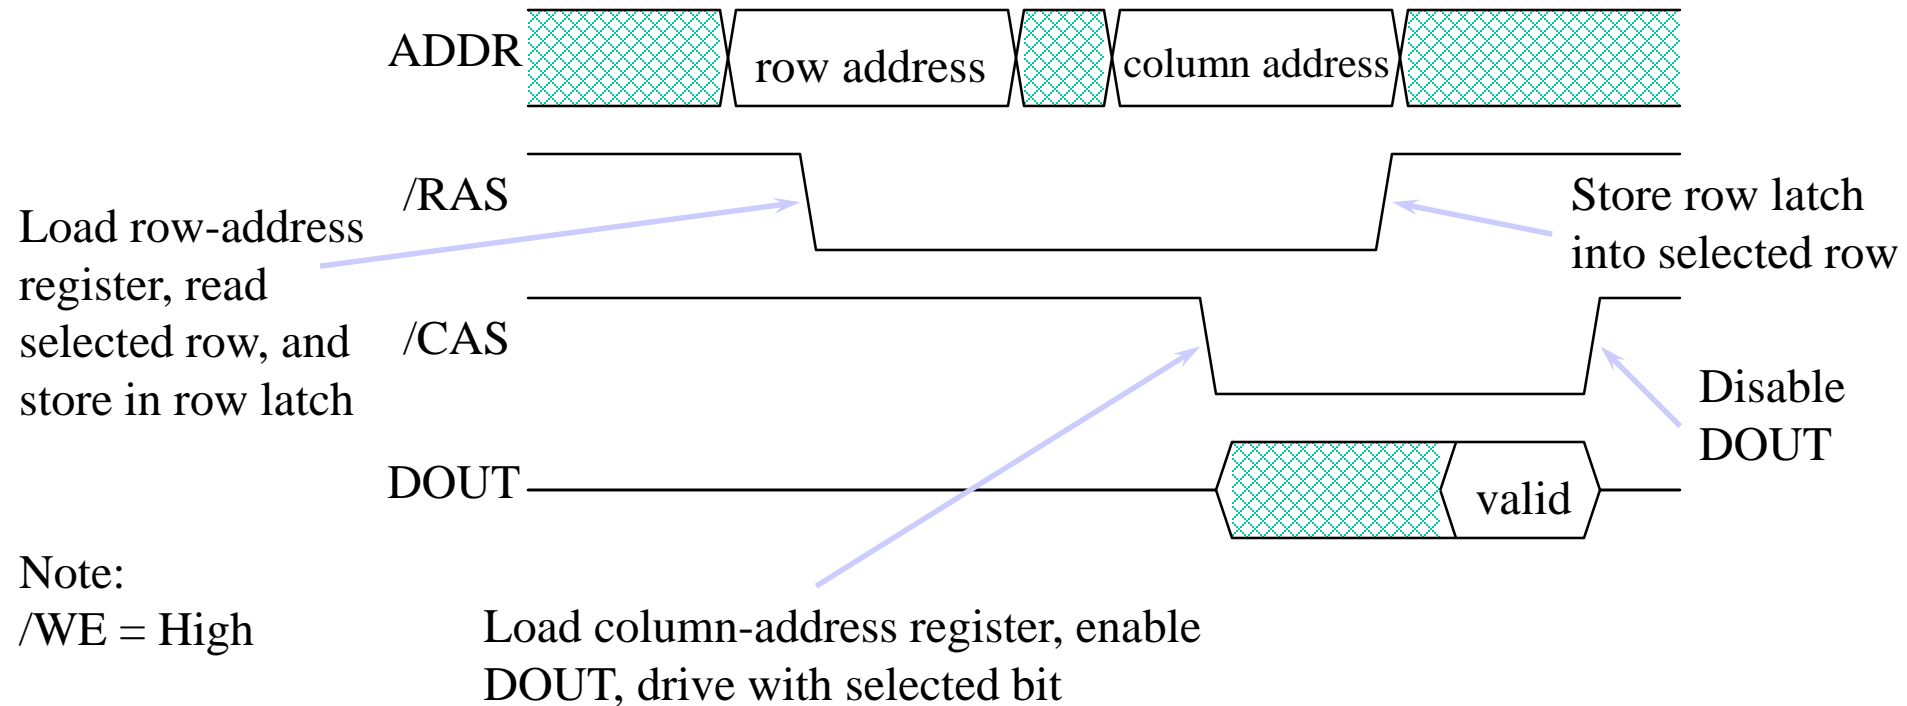 ADDR
row address
column address
/RAS
Load row-address
register, read
selected row, and
store in row latch
Store row latch
into selected row
/CAS
Disable
DOUT
DOUT
valid
Note:
/WE = High
Load column-address register, enable
DOUT, drive with selected bit